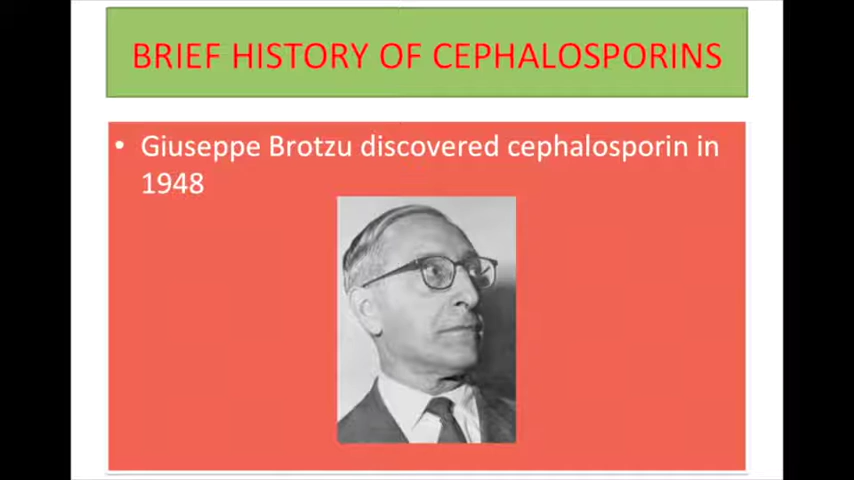 BRIEF HISTORY OF CEPHALOSPORINS
• Giuseppe Brotzu discovered cephalosporin in
1948